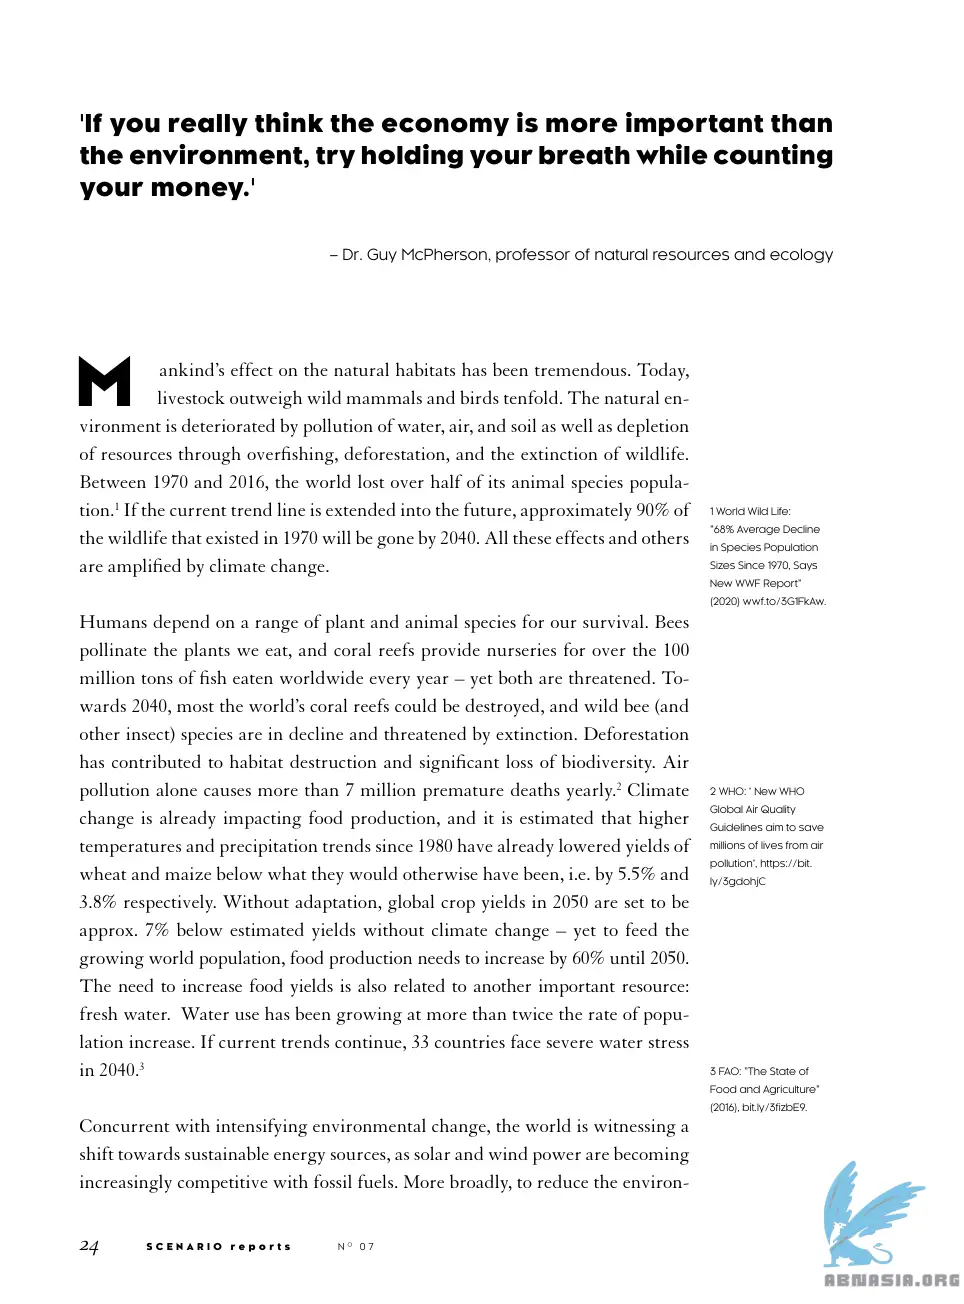 'If you really think the economy is more important than
the environment, try holding your breath while counting
your money.'
– Dr. Guy McPherson, professor of natural resources and ecology
Mankind’s effect on the natural habitats has been tremendous. Today,
livestock outweigh wild mammals and birds tenfold. The natural en-
vironment is deteriorated by pollution of water, air, and soil as well as depletion
of resources through overfishing, deforestation, and the extinction of wildlife.
Between 1970 and 2016, the world lost over half of its animal species popula-
tion.1 If the current trend line is extended into the future, approximately 90% of
the wildlife that existed in 1970 will be gone by 2040. All these effects and others
are amplified by climate change.
1 World Wild Life:
"68% Average Decline
in Species Population
Sizes Since 1970, Says
New WWF Report"
(2020) wwf.to/3G1FkAw.
Humans depend on a range of plant and animal species for our survival. Bees
pollinate the plants we eat, and coral reefs provide nurseries for over the 100
million tons of fish eaten worldwide every year – yet both are threatened. To-
wards 2040, most the world’s coral reefs could be destroyed, and wild bee (and
other insect) species are in decline and threatened by extinction. Deforestation
has contributed to habitat destruction and significant loss of biodiversity. Air
pollution alone causes more than 7 million premature deaths yearly.2 Climate
change is already impacting food production, and it is estimated that higher
temperatures and precipitation trends since 1980 have already lowered yields of
wheat and maize below what they would otherwise have been, i.e. by 5.5% and
3.8% respectively. Without adaptation, global crop yields in 2050 are set to be
approx. 7% below estimated yields without climate change – yet to feed the
growing world population, food production needs to increase by 60% until 2050.
The need to increase food yields is also related to another important resource:
fresh water. Water use has been growing at more than twice the rate of popu-
lation increase. If current trends continue, 33 countries face severe water stress
in 2040.3
2 WHO: ' New WHO
Global Air Quality
Guidelines aim to save
millions of lives from air
pollution', https://bit.
ly/3gdohjC
3 FAO: "The State of
Food and Agriculture"
(2016), bit.ly/3fizbE9.
Concurrent with intensifying environmental change, the world is witnessing a
shift towards sustainable energy sources, as solar and wind power are becoming
increasingly competitive with fossil fuels. More broadly, to reduce the environ-
24 SCENARIO reports Nº 07
ABNASIA.ORG